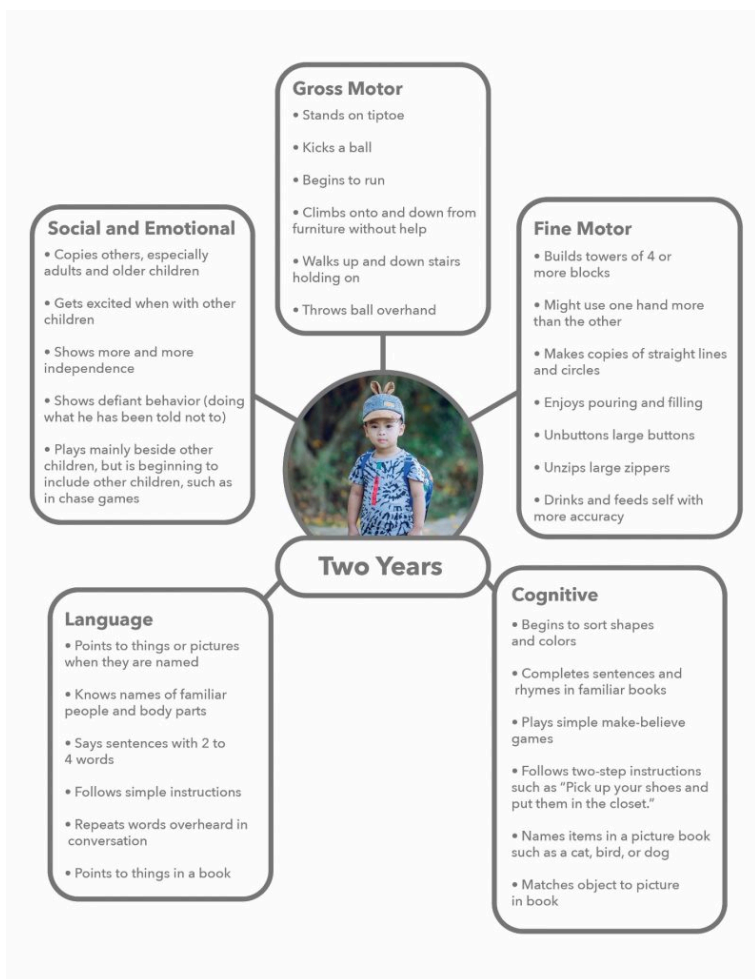 Gross Motor
• Stands on tiptoe
• Kicks a ball
• Begins to run
• Climbs onto and down from
furniture without help
• Walks up and down stairs
holding on
• Throws ball overhand
Social and Emotional
• Copies others, especially
adults and older children
• Gets excited when with other
children
• Shows more and more
independence
• Shows defiant behavior (doing
what he has been told not to)
• Plays mainly beside other
children, but is beginning to
include other children, such as
in chase games
Fine Motor
• Builds towers of 4 or
more blocks
• Might use one hand more
than the other
• Makes copies of straight lines
and circles
• Enjoys pouring and filling
• Unbuttons large buttons
• Unzips large zippers
• Drinks and feeds self with
more accuracy
Two Years
Language
• Points to things or pictures
when they are named
• Knows names of familiar
people and body parts
• Says sentences with 2 to
4 words
• Follows simple instructions
• Repeats words overheard in
conversation
• Points to things in a book
Cognitive
• Begins to sort shapes
and colors
• Completes sentences and
rhymes in familiar books
• Plays simple make-believe
games
• Follows two-step instructions
such as “Pick up your shoes and
put them in the closet.”
• Names items in a picture book
such as a cat, bird, or dog
• Matches object to picture
in book